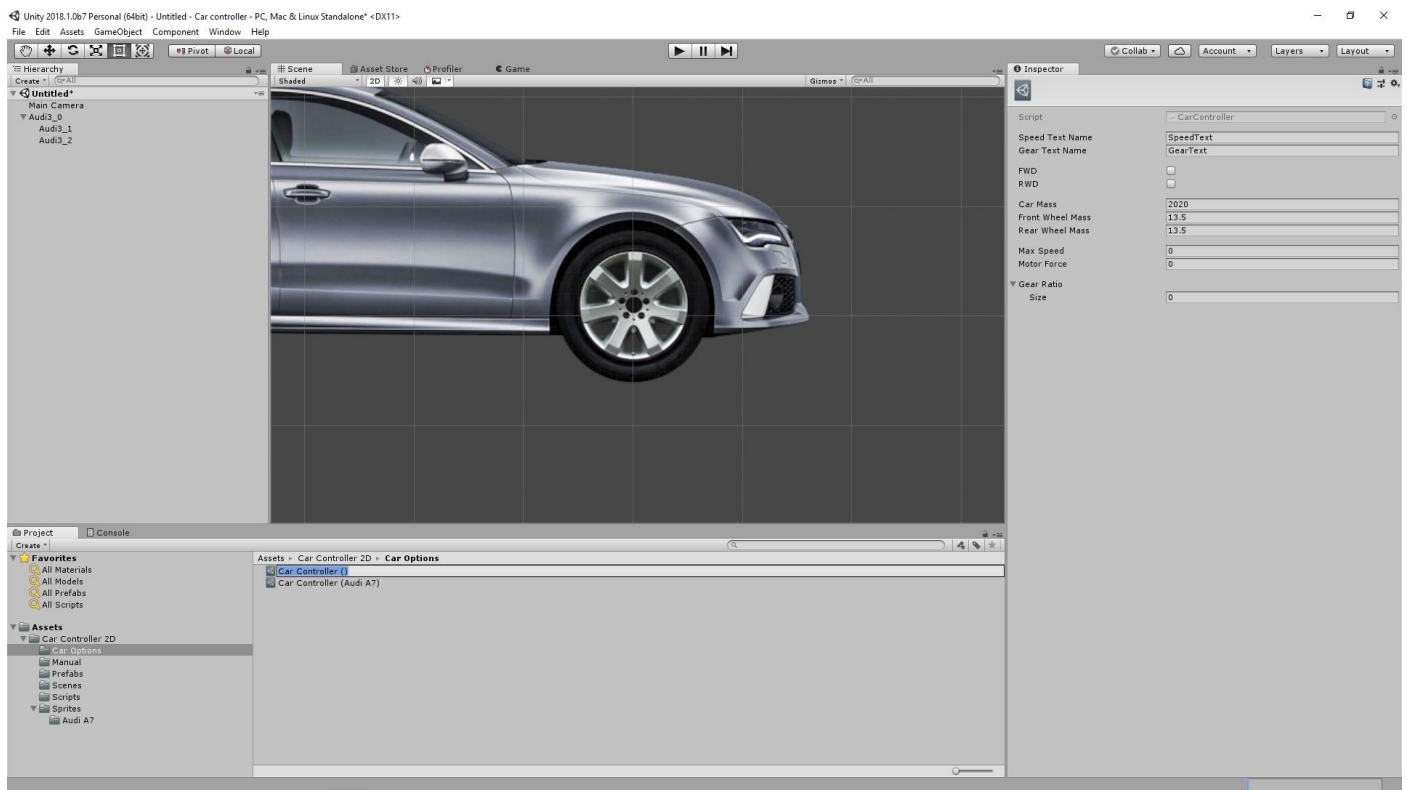 Unity 2018.1.0b7 Personal (64bit) - Untitled - Car controller - PC, Mac & Linux Standalone* <DX11>
File Edit Assets GameObject Component Window Help
Pivot Local Collab Account Layers Layout
Hierarchy
Create All
Untitled*
Main Camera
Audi3_0
Audi3_1
Audi3_2
Scene Asset Store Profiler Game
Shaded 2D Gizmos All
Inspector
Script CarController
Speed Text Name SpeedText
Gear Text Name GearText
FWD
RWD
Car Mass 2020
Front Wheel Mass 13.5
Rear Wheel Mass 13.5
Max Speed 0
Motor Force 0
Gear Ratio
Size 0
Project Console
Create
Favorites
All Materials
All Models
All Prefabs
All Scripts
Assets
Car Controller 2D
Car Options
Manual
Prefabs
Scenes
Scripts
Sprites
Audi A7
Assets ▸ Car Controller 2D ▸ Car Options
Car Controller ()
Car Controller (Audi A7)